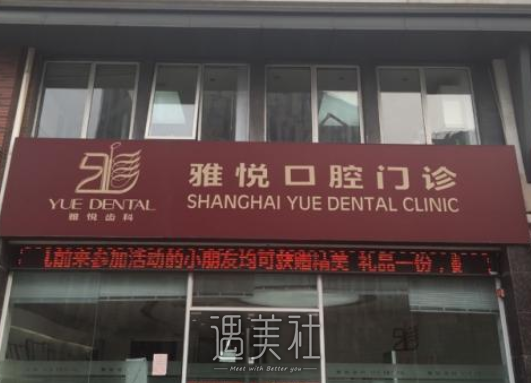 YUE DENTAL
雅悦齿科
雅悦口腔门诊
SHANGHAI YUE DENTAL CLINIC
前来参加活动的小朋友均可获赠精美 礼品一份,
遇美社
Meet with Better you